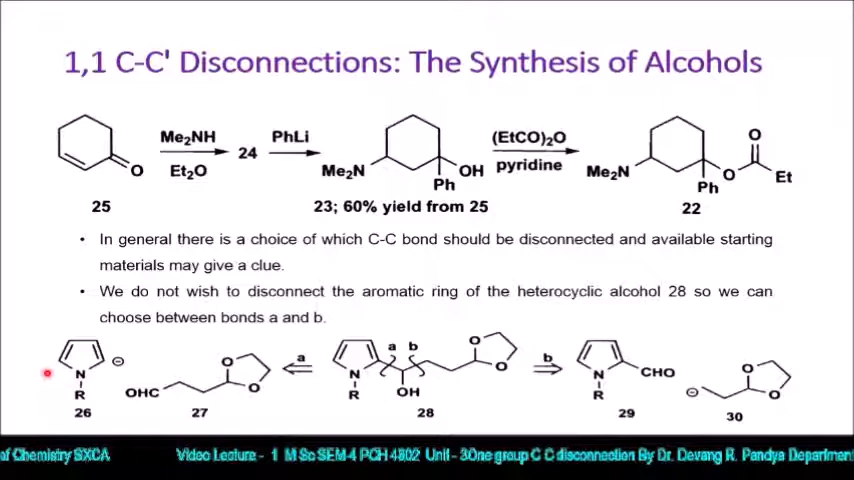 1,1 C-C' Disconnections: The Synthesis of Alcohols
Me2NH
Et2O
24
PhLi
O
25
Me2N
OH
Ph
23; 60% yield from 25
(EtCO)2O
pyridine
Me2N
Ph
O
O
Et
22
• In general there is a choice of which C-C bond should be disconnected and available starting
materials may give a clue.
• We do not wish to disconnect the aromatic ring of the heterocyclic alcohol 28 so we can
choose between bonds a and b.
N
R
26
OHC
O
O
27
a
N
R
a b
OH
O
O
28
b
N
R
CHO
29
O
O
30
of Chemistry SXCA Video Lecture - 1 M Sc SEM-4 PCH 4802 Unit - 3One group C C disconnection By Dr. Devang R. Pandya Department